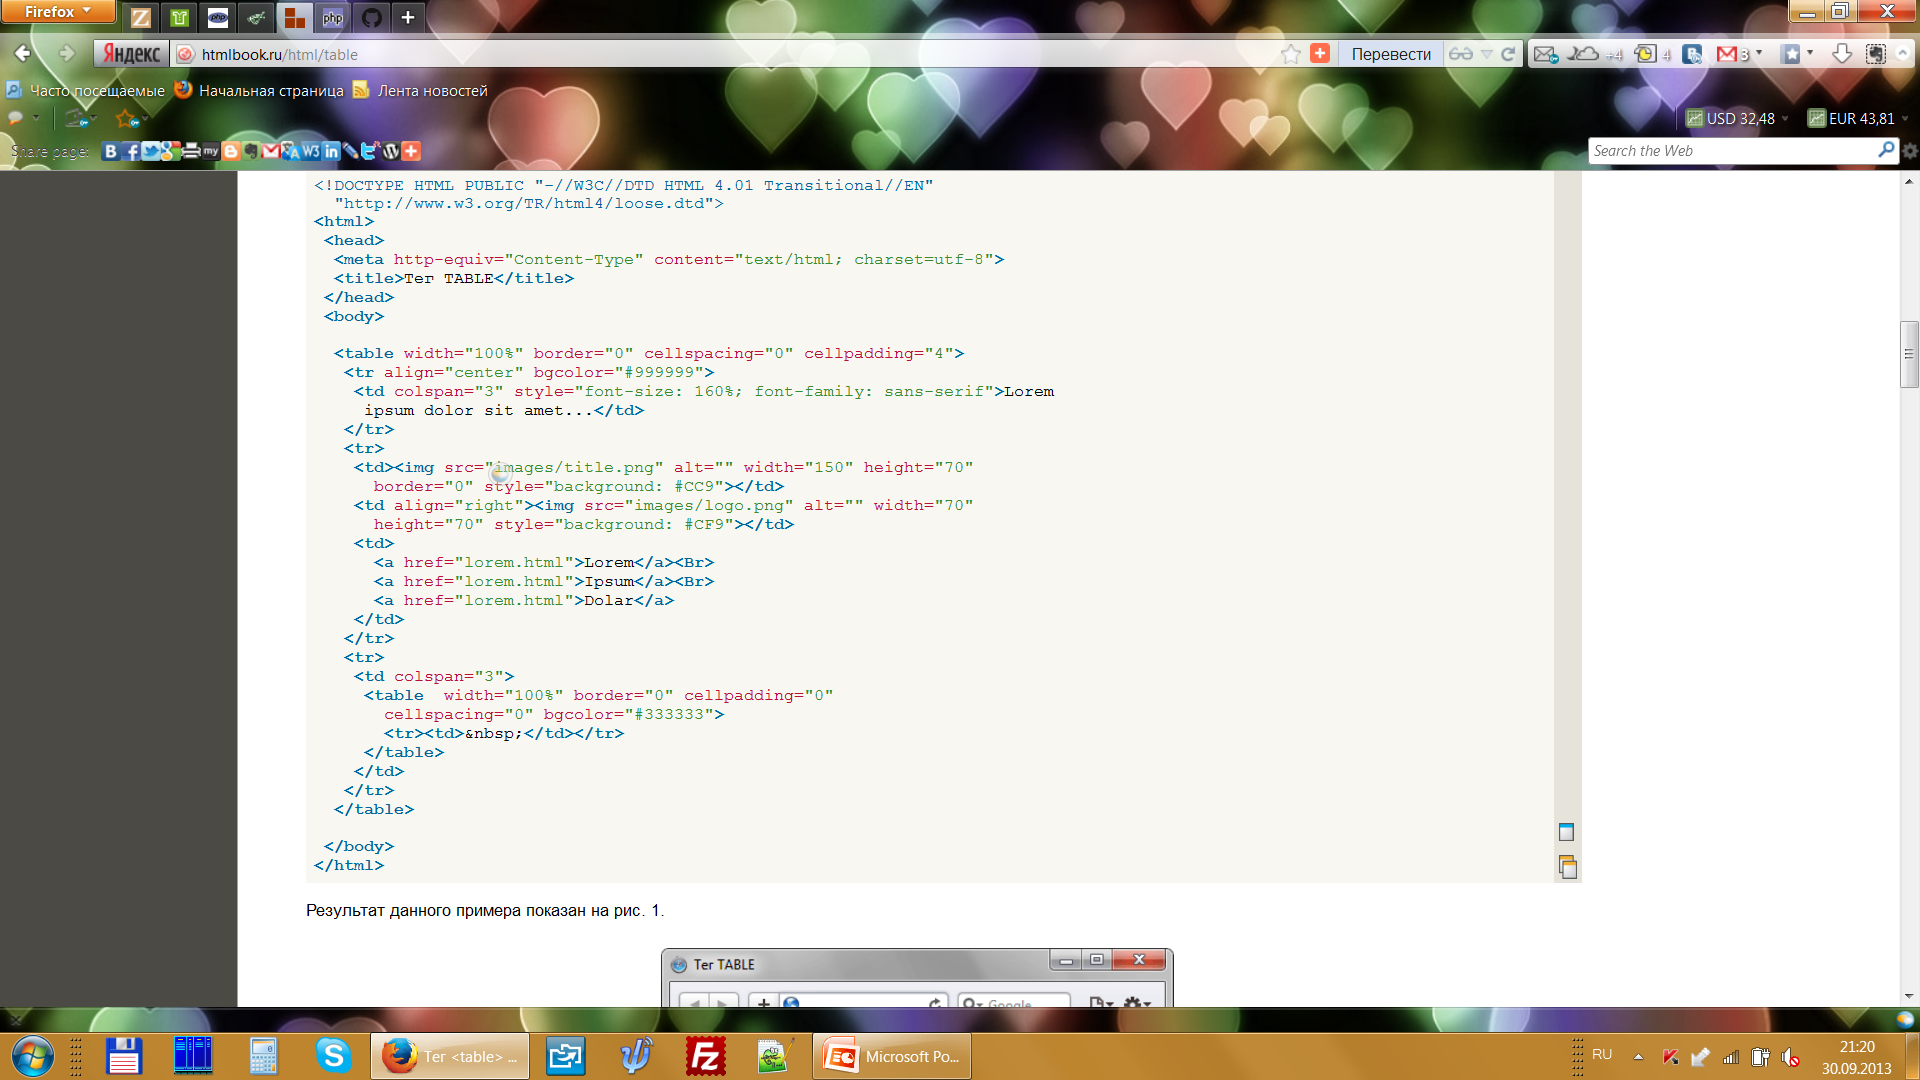 Firefox
Яндекс
htmlbook.ru/html/table
Перевести
+4
4
3
Часто посещаемые
Начальная страница
Лента новостей
USD 32,48
EUR 43,81
Share page:
Search the Web
<!DOCTYPE HTML PUBLIC "-//W3C//DTD HTML 4.01 Transitional//EN"
"http://www.w3.org/TR/html4/loose.dtd">
<html>
<head>
<meta http-equiv="Content-Type" content="text/html; charset=utf-8">
<title>Тег TABLE</title>
</head>
<body>
<table width="100%" border="0" cellspacing="0" cellpadding="4">
<tr align="center" bgcolor="#999999">
<td colspan="3" style="font-size: 160%; font-family: sans-serif">Lorem
ipsum dolor sit amet...</td>
</tr>
<tr>
<td><img src="images/title.png" alt="" width="150" height="70"
border="0" style="background: #CC9"></td>
<td align="right"><img src="images/logo.png" alt="" width="70"
height="70" style="background: #CF9"></td>
<td>
<a href="lorem.html">Lorem</a><Br>
<a href="lorem.html">Ipsum</a><Br>
<a href="lorem.html">Dolar</a>
</td>
</tr>
<tr>
<td colspan="3">
<table  width="100%" border="0" cellpadding="0"
cellspacing="0" bgcolor="#333333">
<tr><td>&nbsp;</td></tr>
</table>
</td>
</tr>
</table>
</body>
</html>
Результат данного примера показан на рис. 1.
Тег TABLE
Google
Тег <table> ...
Microsoft Po...
RU
21:20
30.09.2013